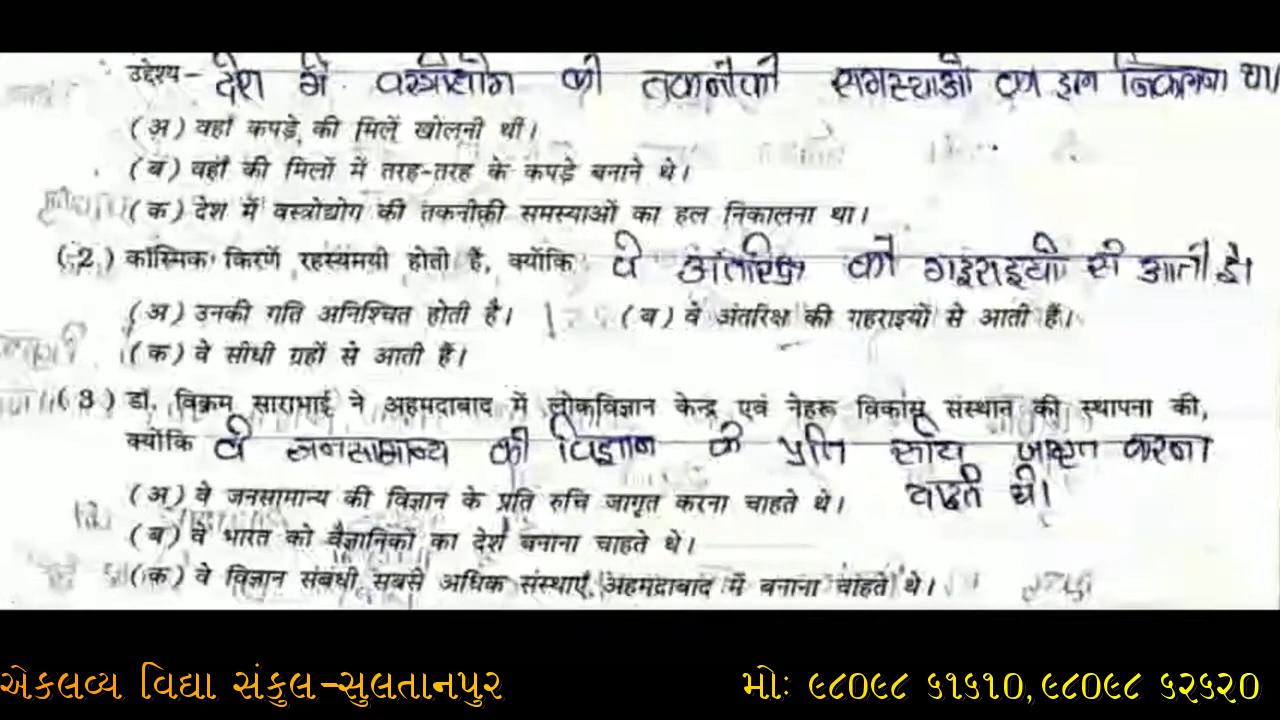 उद्देश्य- देश में वस्त्रोद्योग की तकनीकी समस्याओं का हल निकालना था।
(अ) वहाँ कपड़े की मिलें खोलनी थीं।
(ब) वहाँ की मिलों में तरह-तरह के कपड़े बनाने थे।
(क) देश में वस्त्रोद्योग की तकनीकी समस्याओं का हल निकालना था।
(2) कॉस्मिक किरणें रहस्यमयी होती हैं, क्योंकि वे अंतरिक्ष की गहराइयों से आती है।
(अ) उनकी गति अनिश्चित होती है। (ब) वे अंतरिक्ष की गहराइयों से आती हैं।
(क) वे सीधी ग्रहों से आती हैं।
(3) डॉ. विक्रम साराभाई ने अहमदाबाद में लोकविज्ञान केन्द्र एवं नेहरू विकास संस्थान की स्थापना की,
क्योंकि वे जनसामान्य की विज्ञान के प्रति जाग्रत करना
चाहते थे।
(अ) वे जनसामान्य की विज्ञान के प्रति रुचि जागृत करना चाहते थे।
(ब) वे भारत को वैज्ञानिकों का देश बनाना चाहते थे।
(क) वे विज्ञान संबंधी सबसे अधिक संस्थाएँ अहमदाबाद में बनाना चाहते थे।
એકલવ્ય વિદ્યા સંકુલ-સુલતાનપુર
મોઃ ૯૮૦૯૮ ૬૧૬૧૦, ૯૮૦૯૮ ૬૨૬૨૦